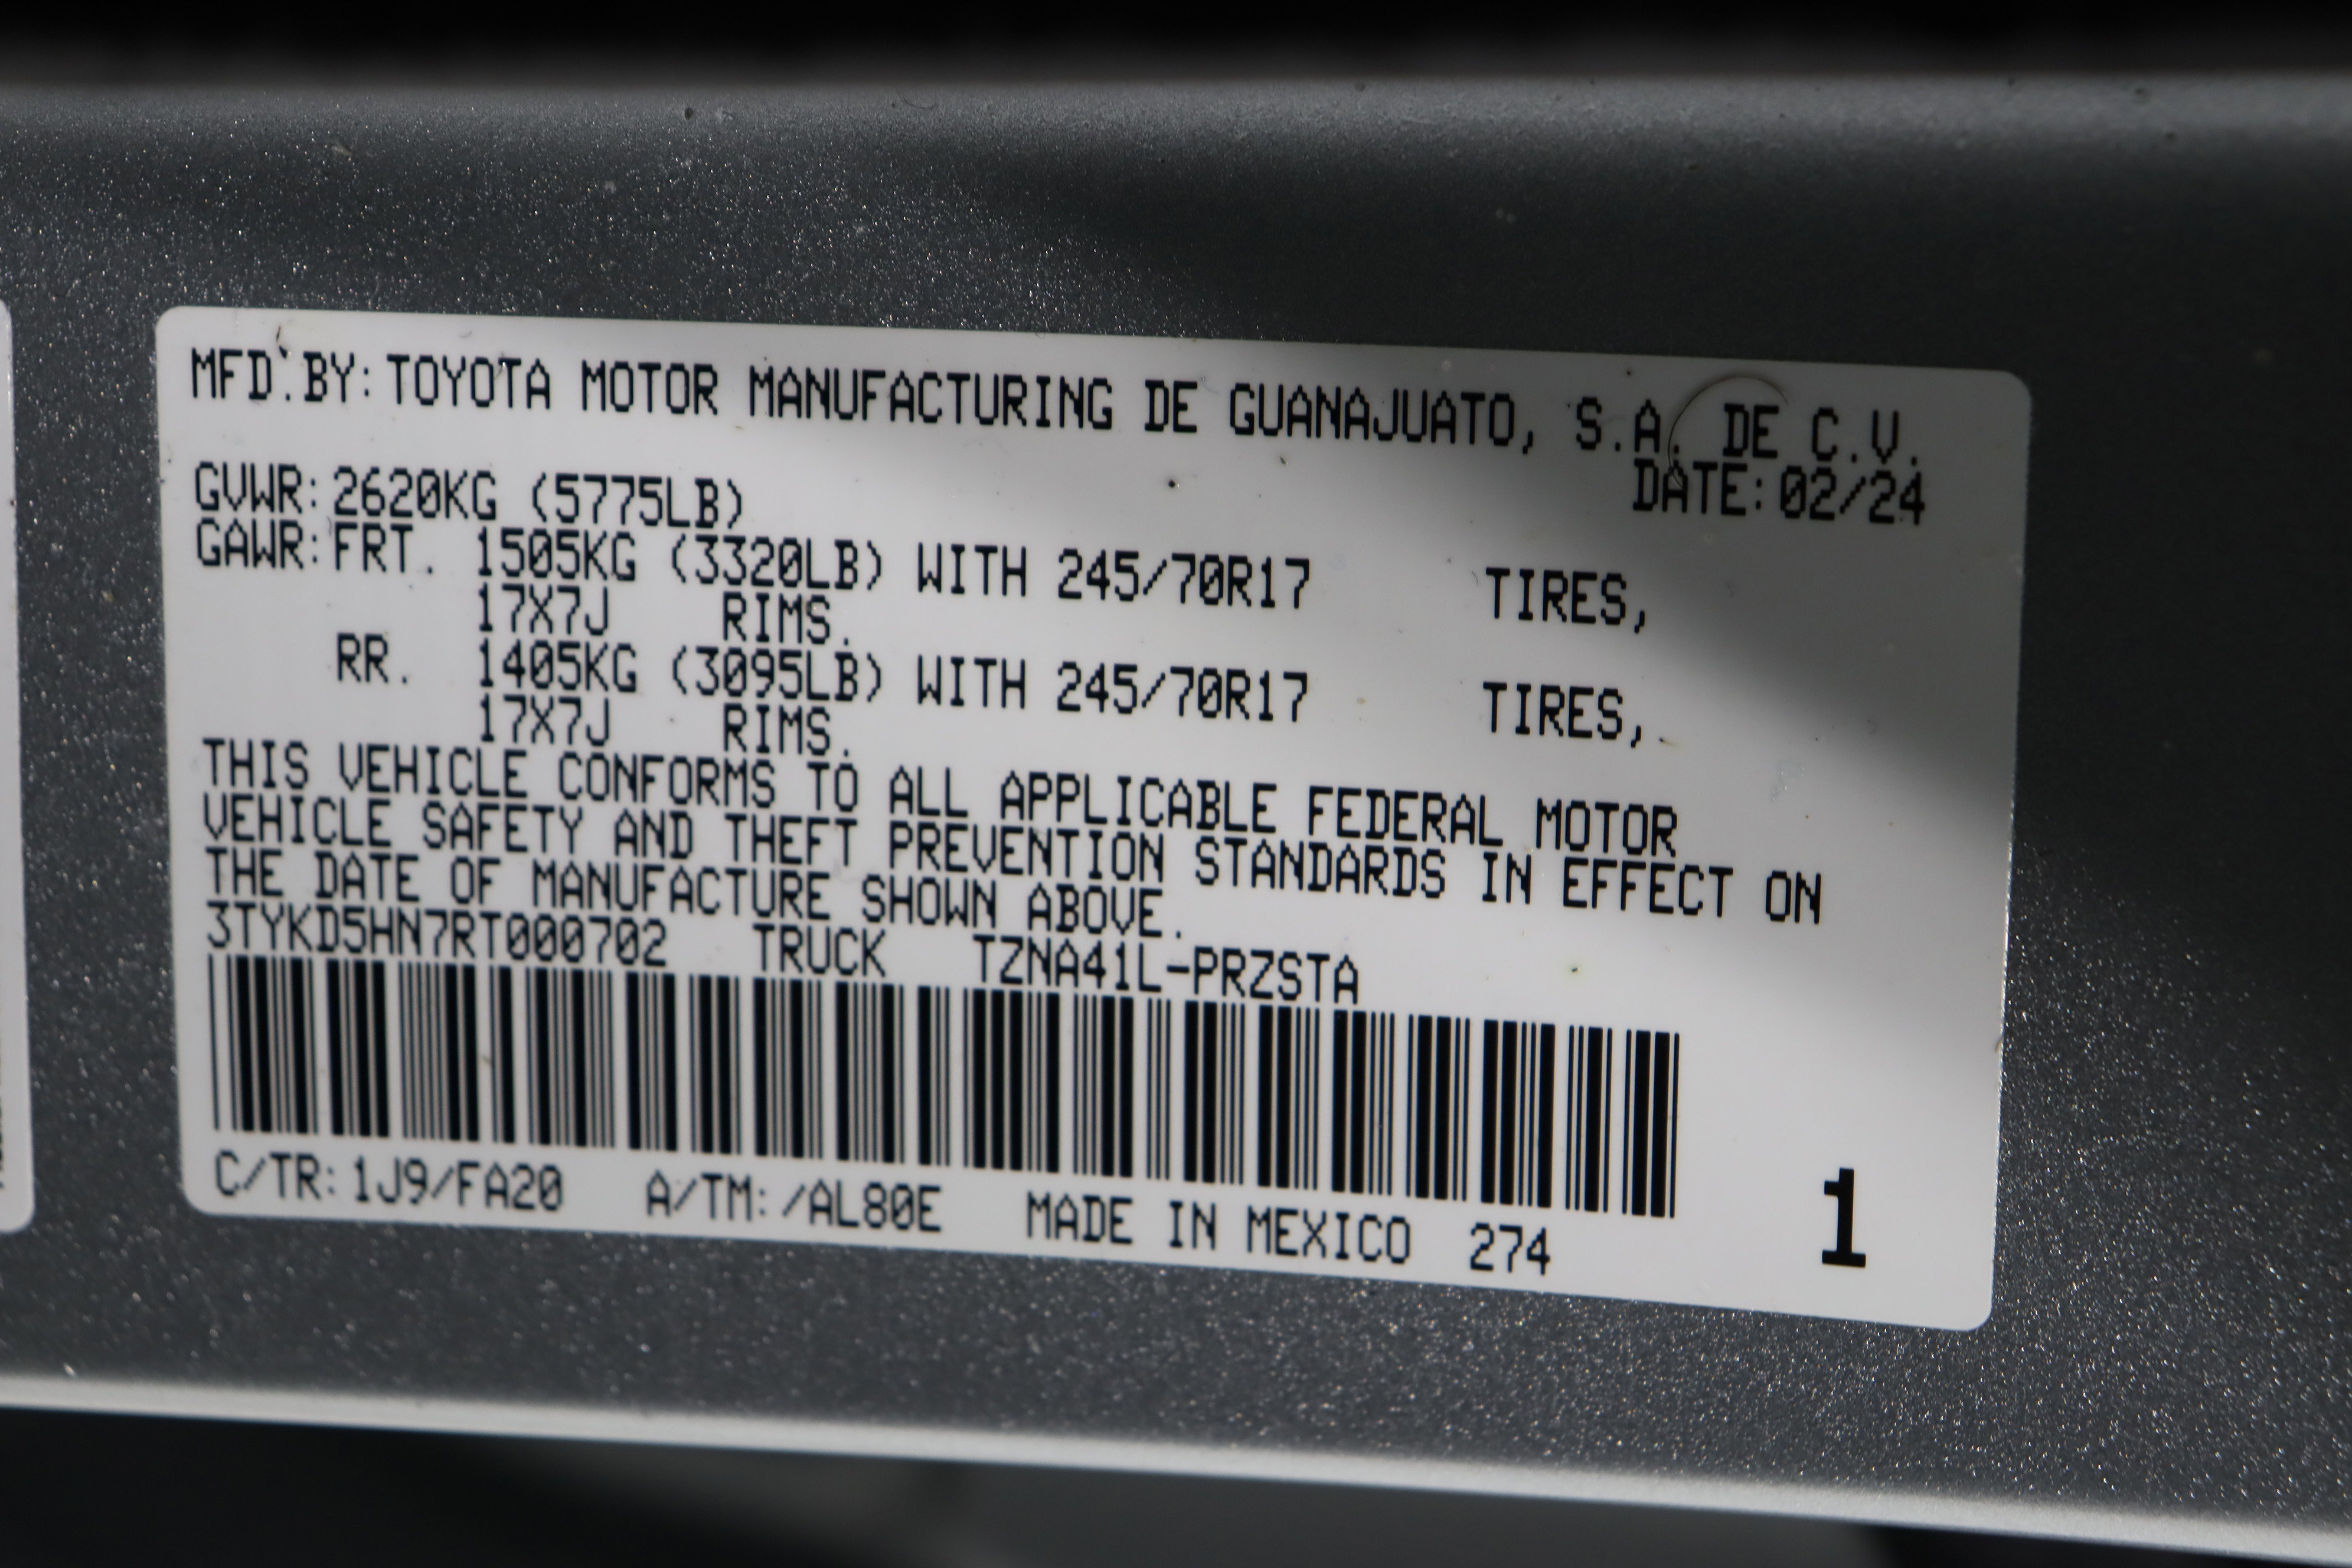 MFD.BY:TOYOTA MOTOR MANUFACTURING DE GUANAJUATO, S.A. DE C.V.
GVWR:2620KG (5775LB) DATE:02/24
GAWR:FRT. 1505KG (3320LB) WITH 245/70R17 TIRES,
17X7J RIMS.
RR. 1405KG (3095LB) WITH 245/70R17 TIRES,
17X7J RIMS.
THIS VEHICLE CONFORMS TO ALL APPLICABLE FEDERAL MOTOR
VEHICLE SAFETY AND THEFT PREVENTION STANDARDS IN EFFECT ON
THE DATE OF MANUFACTURE SHOWN ABOVE.
3TYKD5HN7RT000702 TRUCK TZNA41L-PRZSTA
C/TR:1J9/FA20 A/TM:/AL80E MADE IN MEXICO 274
1